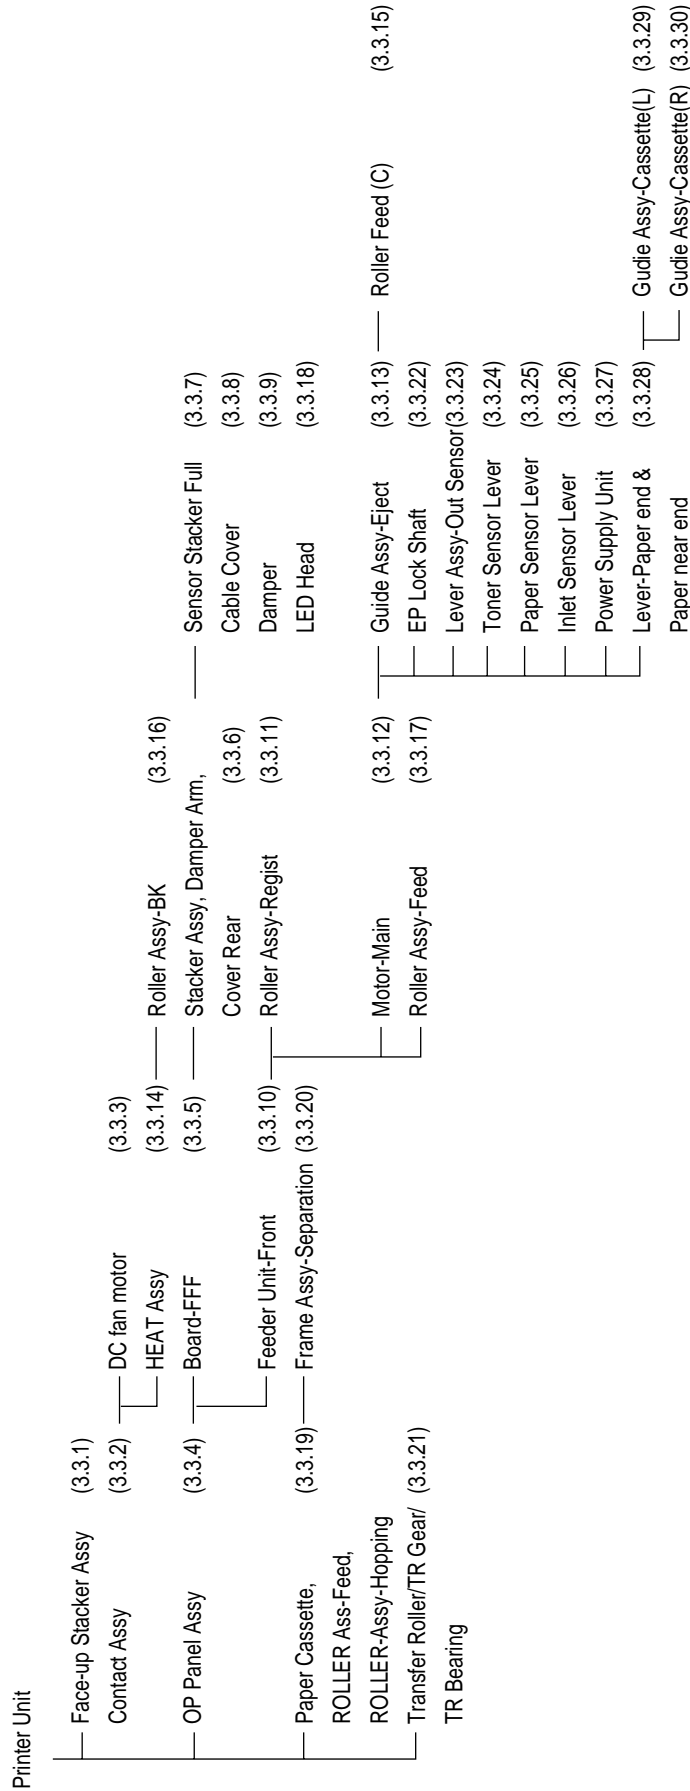 Printer Unit
Face-up Stacker Assy (3.3.1)
Contact Assy (3.3.2)
OP Panel Assy (3.3.4)
Paper Cassette, (3.3.19)
ROLLER Ass-Feed,
ROLLER-Assy-Hopping
Transfer Roller/TR Gear/ (3.3.21)
TR Bearing
DC fan motor (3.3.3)
HEAT Assy (3.3.14)
Board-FFF (3.3.5)
Feeder Unit-Front (3.3.10)
Frame Assy-Separation (3.3.20)
Roller Assy-BK (3.3.16)
Stacker Assy, Damper Arm,
Cover Rear (3.3.6)
Roller Assy-Regist (3.3.11)
Motor-Main (3.3.12)
Roller Assy-Feed (3.3.17)
Sensor Stacker Full (3.3.7)
Cable Cover (3.3.8)
Damper (3.3.9)
LED Head (3.3.18)
Guide Assy-Eject (3.3.13)
EP Lock Shaft (3.3.22)
Lever Assy-Out Sensor (3.3.23)
Toner Sensor Lever (3.3.24)
Paper Sensor Lever (3.3.25)
Inlet Sensor Lever (3.3.26)
Power Supply Unit (3.3.27)
Lever-Paper end & (3.3.28)
Paper near end
Roller Feed (C) (3.3.15)
Gudie Assy-Cassette(L) (3.3.29)
Gudie Assy-Cassette(R) (3.3.30)